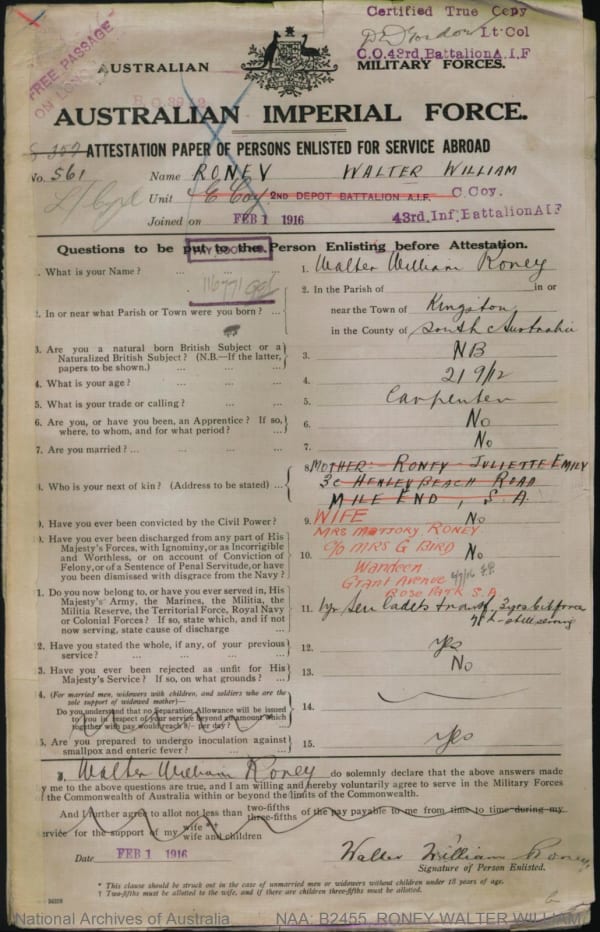 Certified True Copy
Lt Col
C.O. 43rd, Battalion A.I.F
FREE PASSAGE
AUSTRALIAN MILITARY FORCES.
AUSTRALIAN IMPERIAL FORCE.
ATTESTATION PAPER OF PERSONS ENLISTED FOR SERVICE ABROAD
No. 561 Name RONEY WALTER WILLIAM
Unit E Coy. 2ND DEPOT BATTALION A.I.F. C. Coy.
Joined on FEB 1 1916 43rd, Inf, Battalion A I F
Questions to be put to the Person Enlisting before Attestation.
. What is your Name? ... ... 1. Walter William Roney
2. In the Parish of in or
2. In or near what Parish or Town were you born? ... near the Town of Kingston
in the County of South Australia
3. Are you a natural born British Subject or a
Naturalized British Subject? (N.B.—If the latter,
papers to be shown.) ... ... 3. NB
4. What is your age? ... ... 4. 21 9/12
5. What is your trade or calling? ... ... 5. Carpenter
6. Are you, or have you been, an Apprentice? If so,
where, to whom, and for what period? ... 6. No
7. Are you married? ... ... 7. No
8. Who is your next of kin? (Address to be stated) ... 8. MOTHER:- RONEY - JULIETTE EMILY
3c HENLEY BEACH ROAD
MILE END, S.A
WIFE
MRS MARJORY RONEY
C/o MRS G BIRD
Wandeen
Grant Avenue
Rose Park S.A.
9. Have you ever been convicted by the Civil Power? 9. No
). Have you ever been discharged from any part of His
Majesty's Forces, with Ignominy, or as Incorrigible
and Worthless, or on account of Conviction of
Felony, or of a Sentence of Penal Servitude, or have
you been dismissed with disgrace from the Navy? 10. No
1. Do you now belong to, or have you ever served in, His
Majesty's Army, the Marines, the Militia, the
Militia Reserve, the Territorial Force, Royal Navy
or Colonial Forces? If so, state which, and if not
now serving, state cause of discharge ... 11. 1yr Sen Cadets 3 yrs Cit force
still serving
2. Have you stated the whole, if any, of your previous
service? ... ... ... 12. Yes
3. Have you ever been rejected as unfit for His
Majesty's Service? If so, on what grounds? ... 13. No
4. (For married men, widowers with children, and soldiers who are the
sole support of widowed mother)—
Do you understand that no Separation Allowance will be issued
to you in respect of your service beyond an amount which
together with pay would reach 8/- per day? ... 14.
5. Are you prepared to undergo inoculation against
smallpox and enteric fever? ... ... 15. Yes
I, Walter William Roney do solemnly declare that the above answers made
by me to the above questions are true, and I am willing and hereby voluntarily agree to serve in the Military Forces
of the Commonwealth of Australia within or beyond the limits of the Commonwealth.
And I further agree to allot not less than two-fifths three-fifths of the pay payable to me from time to time during my
service for the support of my wife † wife and children
Date FEB 1 1916 Walter William Roney
Signature of Person Enlisted.
* This clause should be struck out in the case of unmarried men or widowers without children under 18 years of age.
† Two-fifths must be allotted to the wife, and if there are children three-fifths must be allotted.
National Archives of Australia NAA: B2455, RONEY WALTER WILLIAM